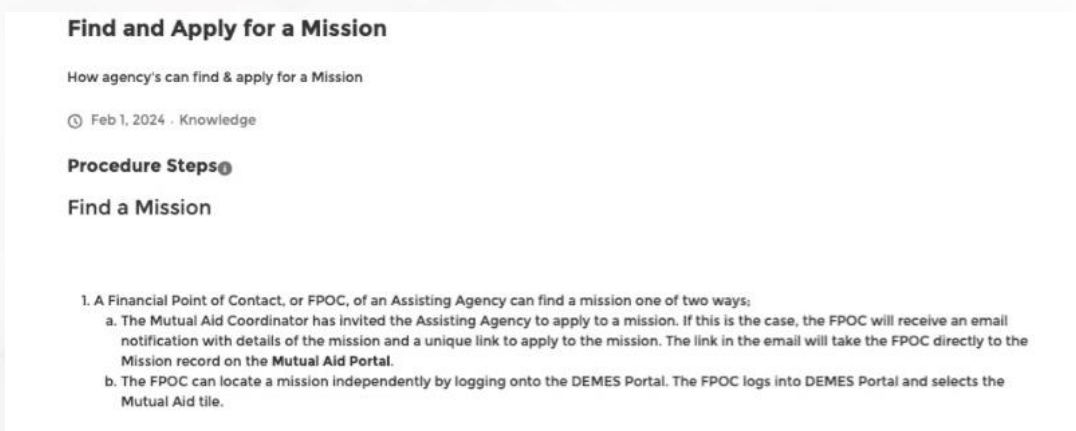 Find and Apply for a Mission
How agency's can find & apply for a Mission
Feb 1, 2024 . Knowledge
Procedure Steps
Find a Mission
1. A Financial Point of Contact, or FPOC, of an Assisting Agency can find a mission one of two ways;
a. The Mutual Aid Coordinator has invited the Assisting Agency to apply to a mission. If this is the case, the FPOC will receive an email
notification with details of the mission and a unique link to apply to the mission. The link in the email will take the FPOC directly to the
Mission record on the Mutual Aid Portal.
b. The FPOC can locate a mission independently by logging onto the DEMES Portal. The FPOC logs into DEMES Portal and selects the
Mutual Aid tile.